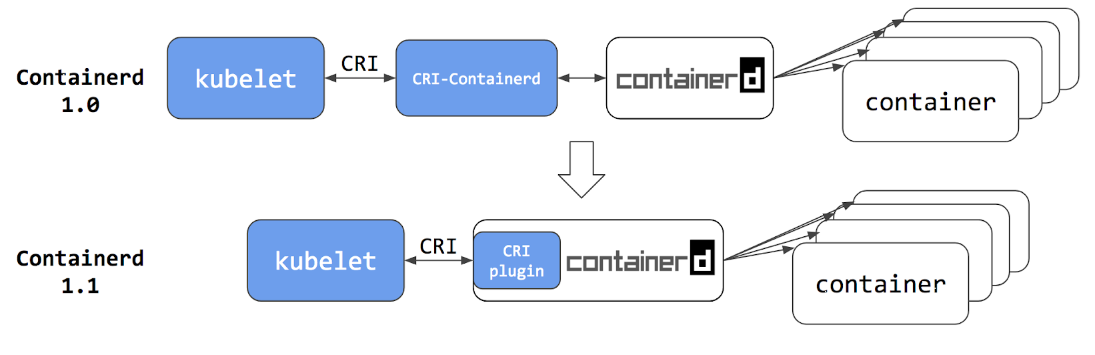 Containerd
1.0
kubelet
CRI
CRI-Containerd
containerd
container
Containerd
1.1
kubelet
CRI
CRI
plugin
containerd
container